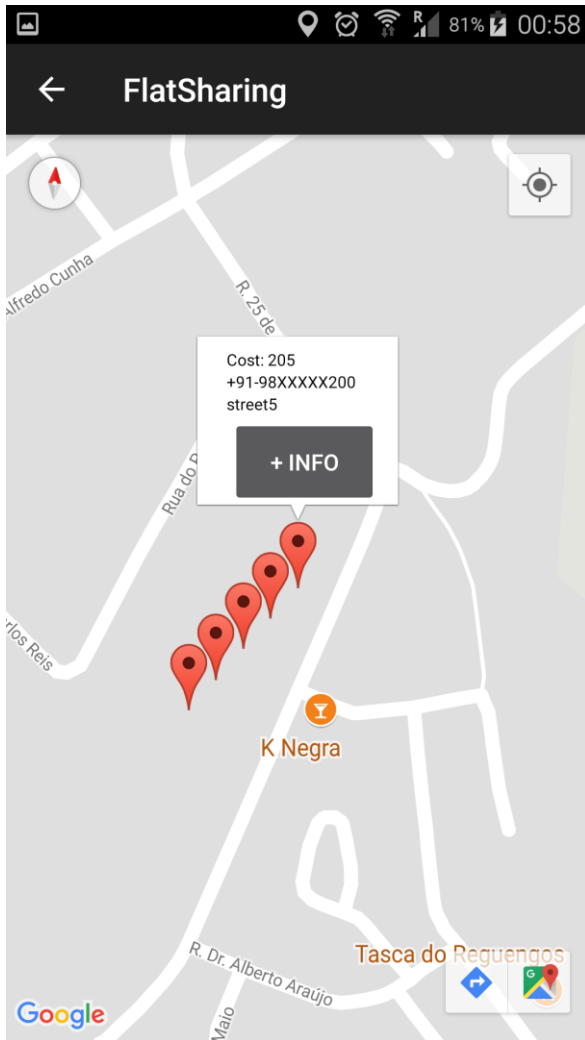 R
81%
00:58
FlatSharing
Alfredo Cunha
R. 25 de
Cost: 205
+91-98XXXXX200
street5
+ INFO
Rua do
rlos Reis
K Negra
Tasca do Reguengos
R. Dr. Alberto Araújo
Maio
Google
G